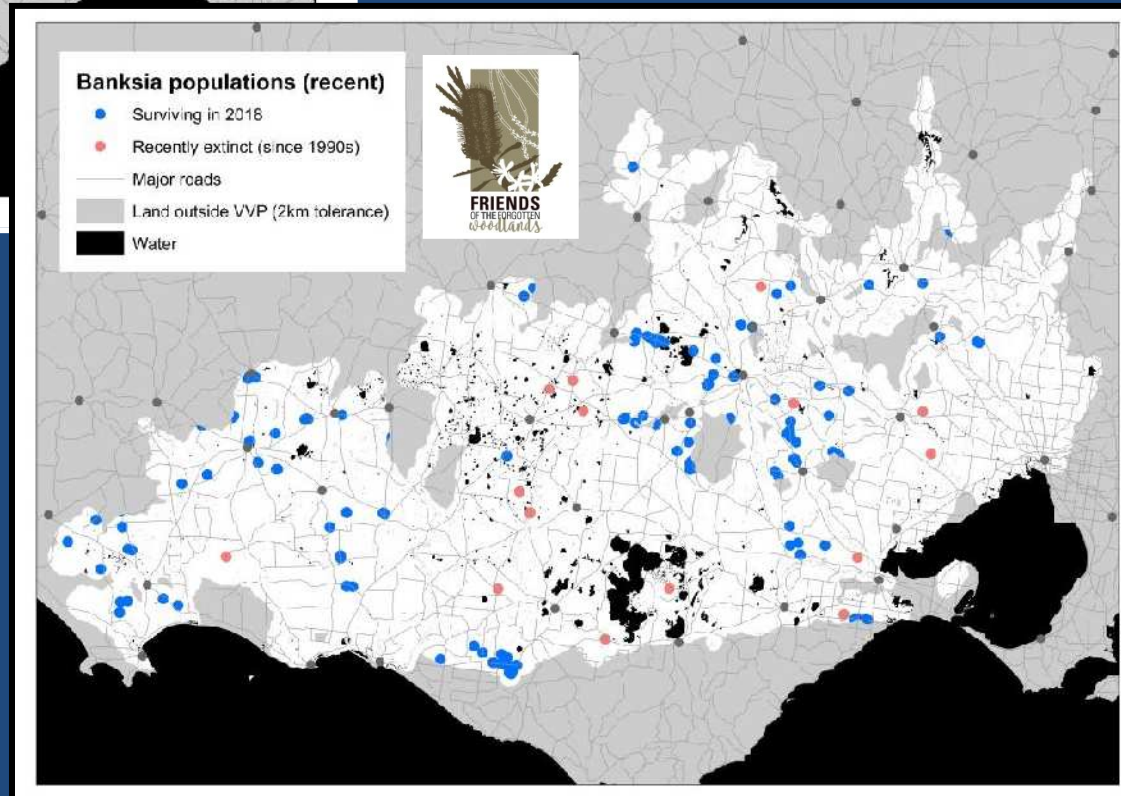 Banksia populations (recent)
Surviving in 2018
Recently extinct (since 1990s)
Major roads
Land outside VVP (2km tolerance)
Water
FRIENDS
OF THE FORGOTTEN
woodlands